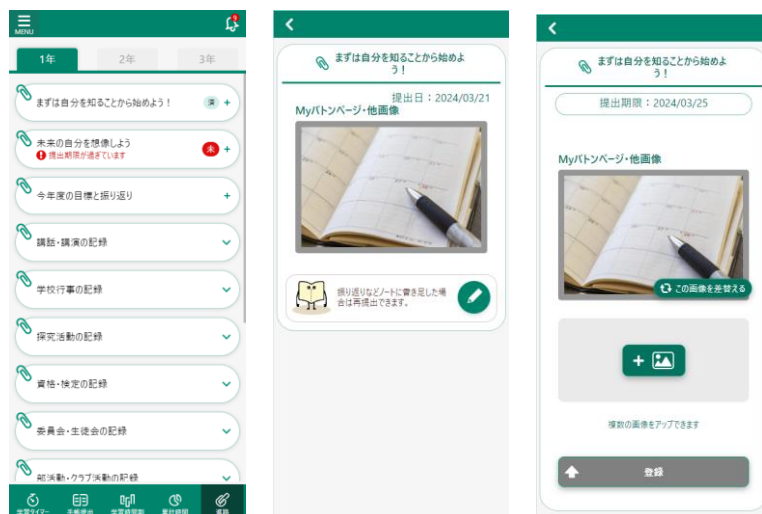 MENU
1年
2年
3年
まずは自分を知ることから始めよう！
済
未来の自分を想像しよう
提出期限が過ぎています
未
今年度の目標と振り返り
講話・講演の記録
学校行事の記録
探究活動の記録
資格・検定の記録
委員会・生徒会の記録
部活動・クラブ活動の記録
学習タイマー
手帳提出
学習時間割
累計時間
進路
まずは自分を知ることから始めよ
う！
提出日：2024/03/21
Myバトンページ・他画像
振り返りなどノートに書き足した場
合は再提出できます。
まずは自分を知ることから始めよ
う！
提出期限：2024/03/25
Myバトンページ・他画像
この画像を差替える
複数の画像をアップできます
登録